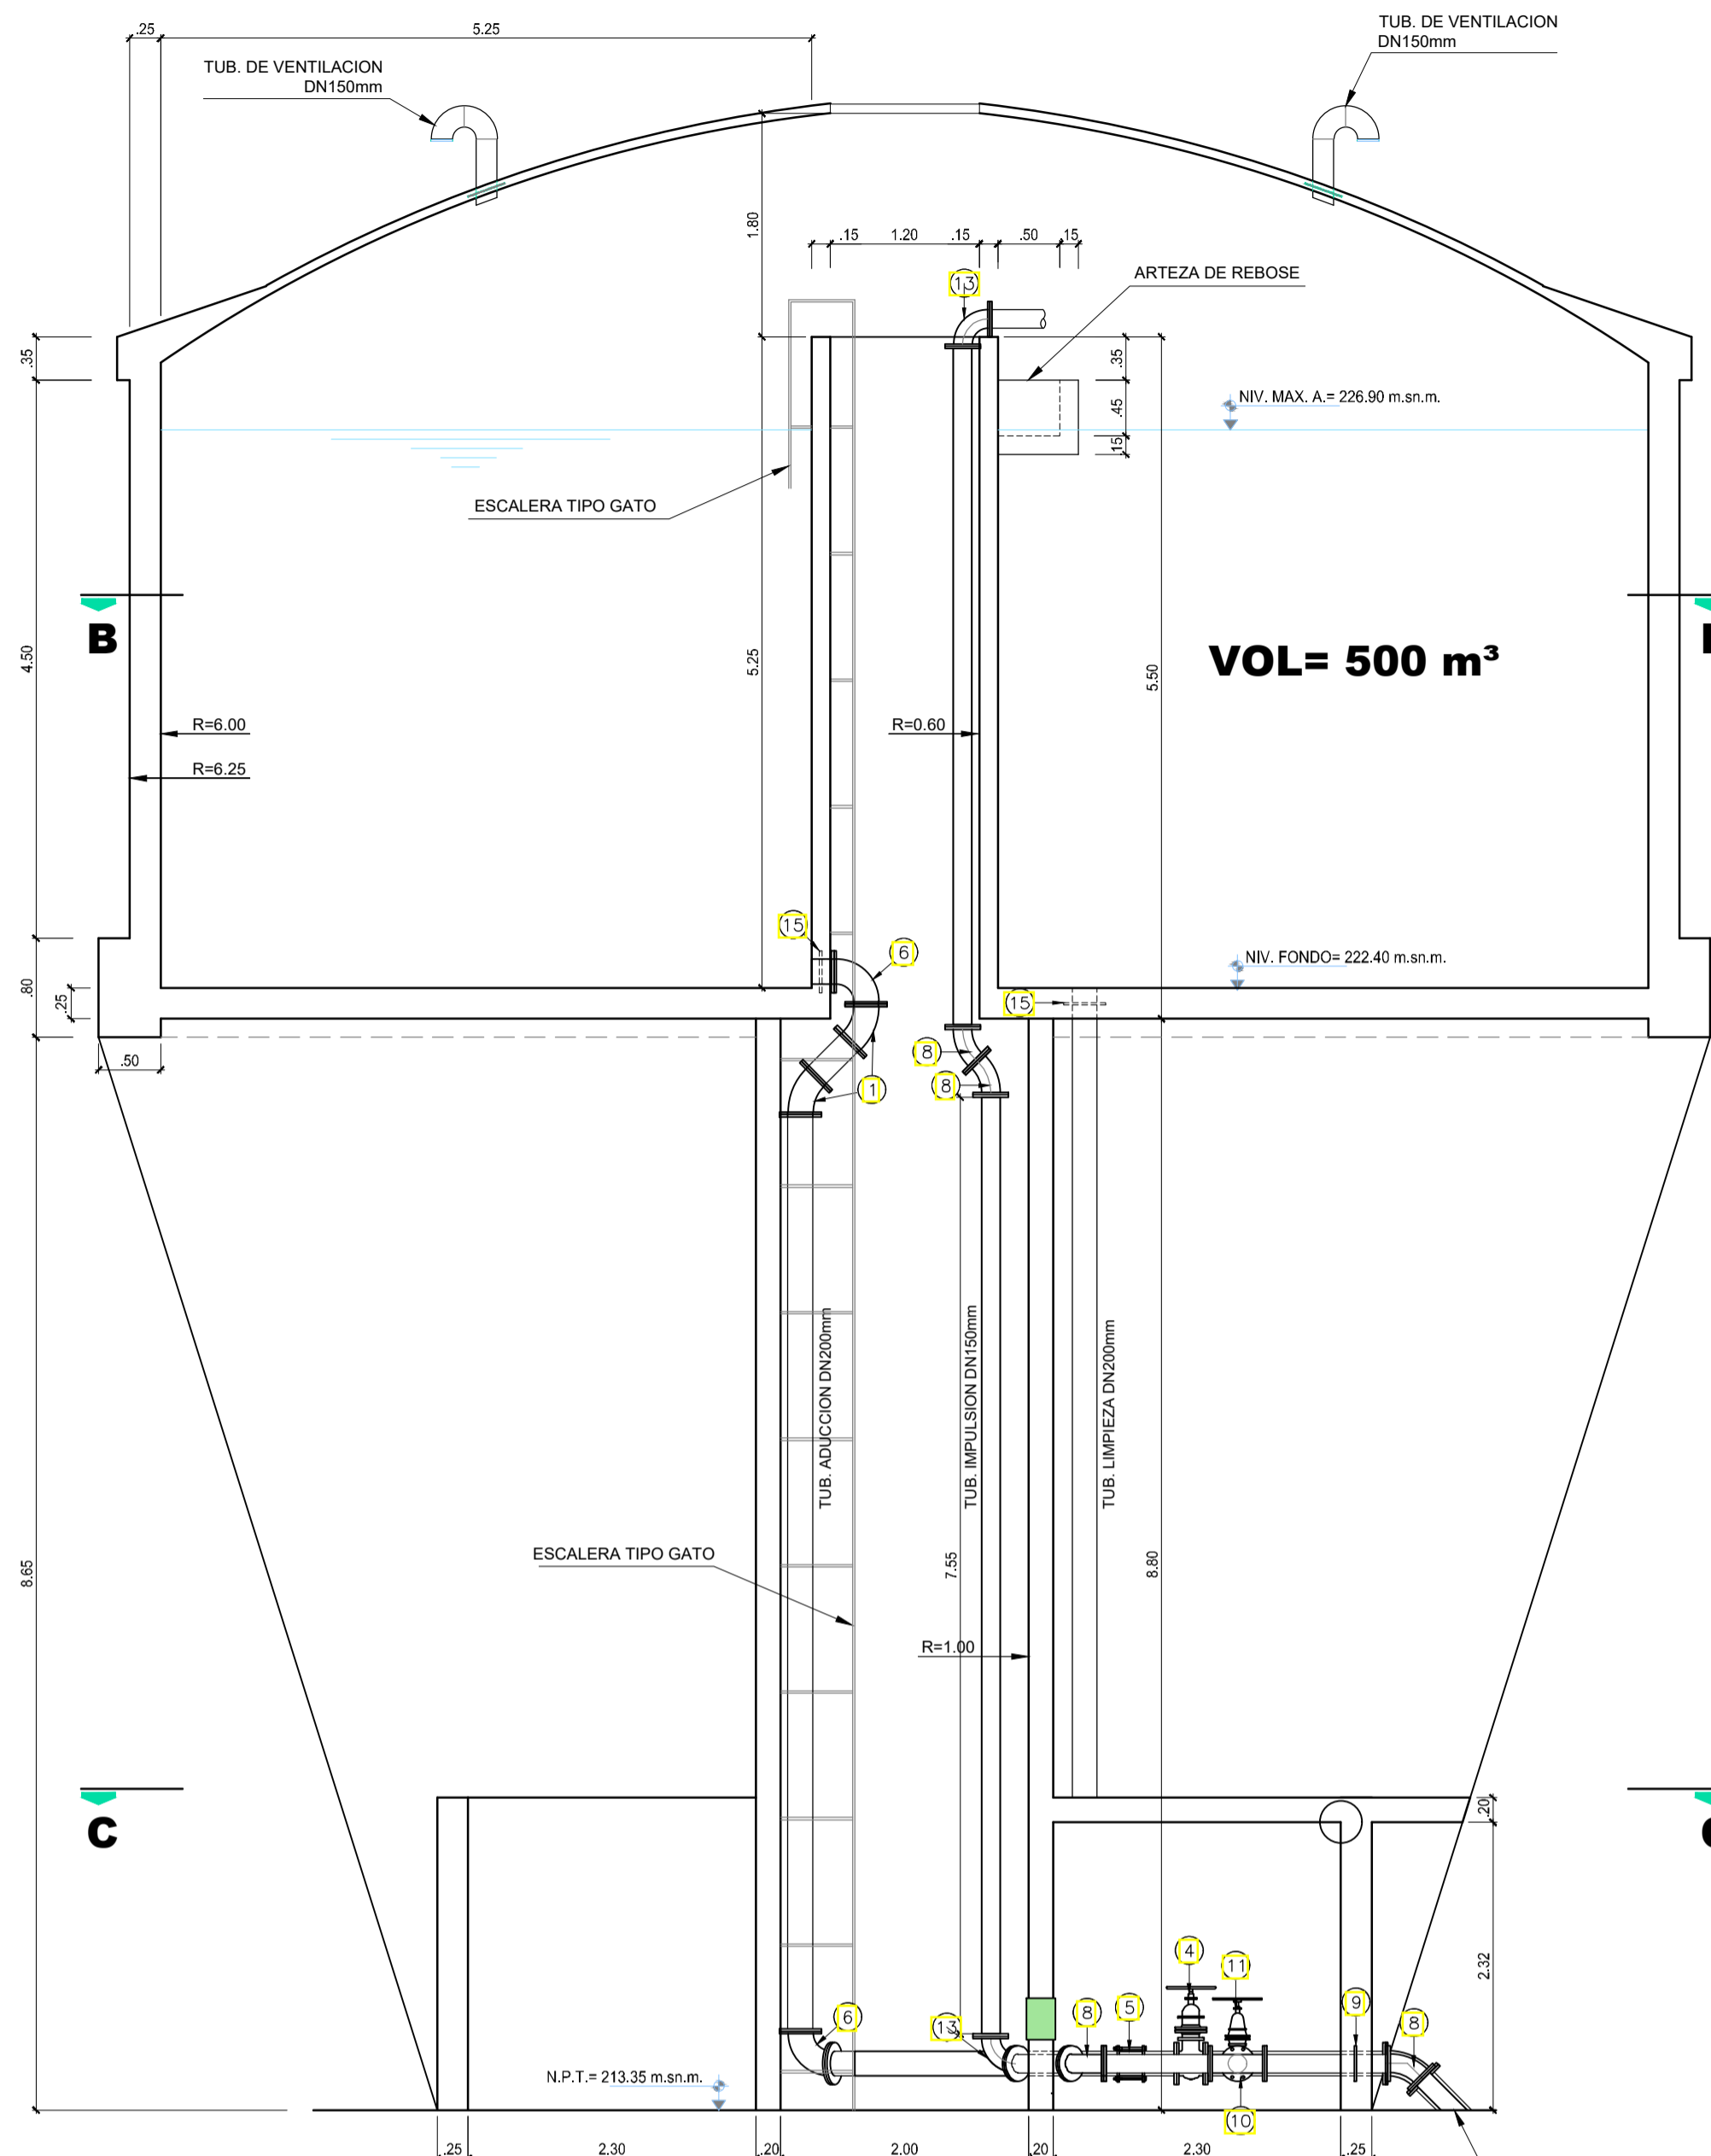 TUB. DE VENTILACION
DN150mm
.25
5.25
TUB. DE VENTILACION
DN150mm
1.80
.15
1.20
.15
.50
.15
ARTEZA DE REBOSE
13
.35
.35
.45
.15
NIV. MAX. A.= 226.90 m.sn.m.
ESCALERA TIPO GATO
B
4.50
5.25
5.50
VOL= 500 m³
R=6.00
R=0.60
R=6.25
15
6
NIV. FONDO= 222.40 m.sn.m.
.80
.25
15
.50
8
8
1
TUB. ADUCCION DN200mm
TUB. IMPULSION DN150mm
TUB. LIMPIEZA DN200mm
ESCALERA TIPO GATO
8.65
7.55
8.80
R=1.00
C
.20
2.32
4
11
6
13
8
5
9
8
N.P.T.= 213.35 m.sn.m.
10
.25
2.30
.20
2.00
.20
2.30
.25